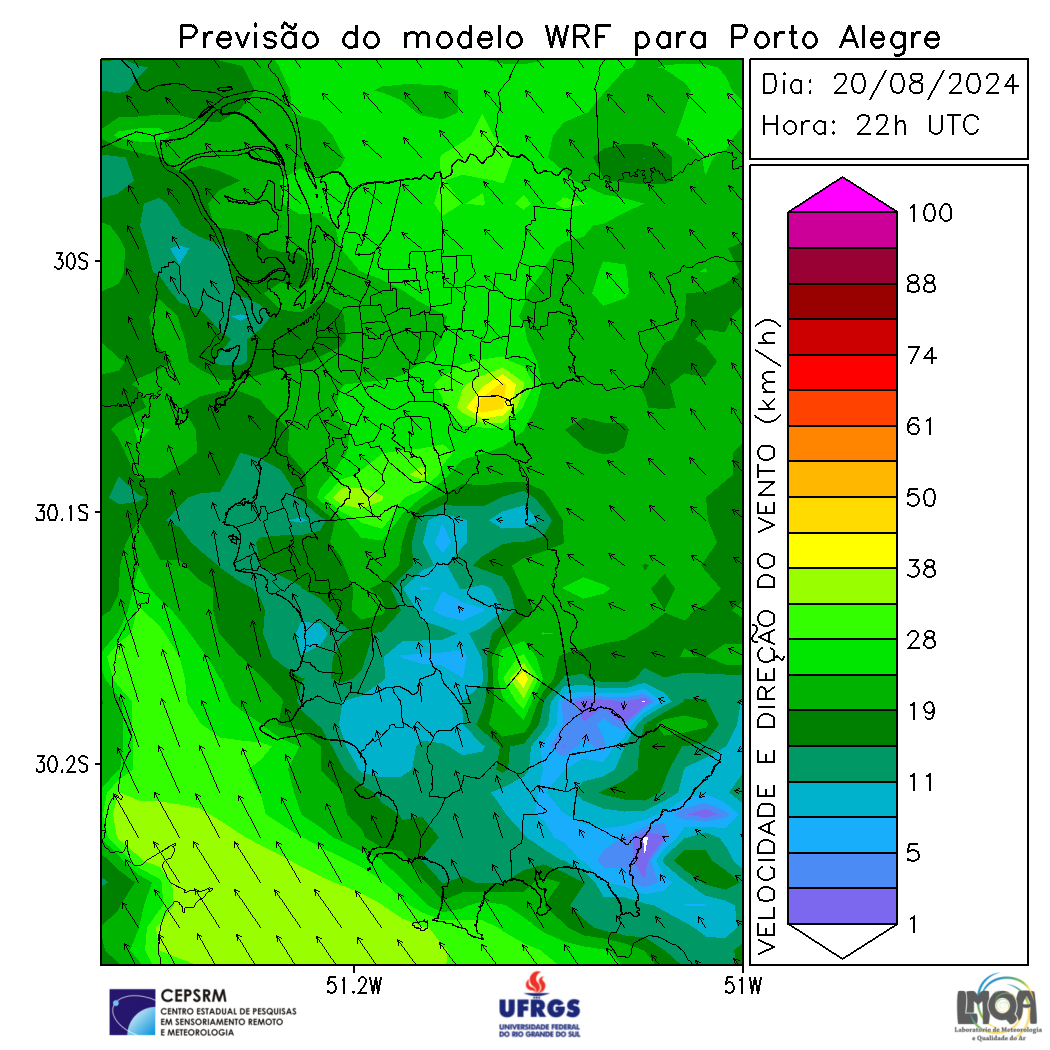 Previsão do modelo WRF para Porto Alegre
Dia: 20/08/2024
Hora: 22h UTC
30S
30.1S
30.2S
51.2W
51W
VELOCIDADE E DIREÇÃO DO VENTO (km/h)
100
88
74
61
50
38
28
19
11
5
1
CEPSRM
CENTRO ESTADUAL DE PESQUISAS
EM SENSORIAMENTO REMOTO
E METEOROLOGIA
UFRGS
UNIVERSIDADE FEDERAL
DO RIO GRANDE DO SUL
LMQA
Laboratório de Meteorologia
e Qualidade do Ar